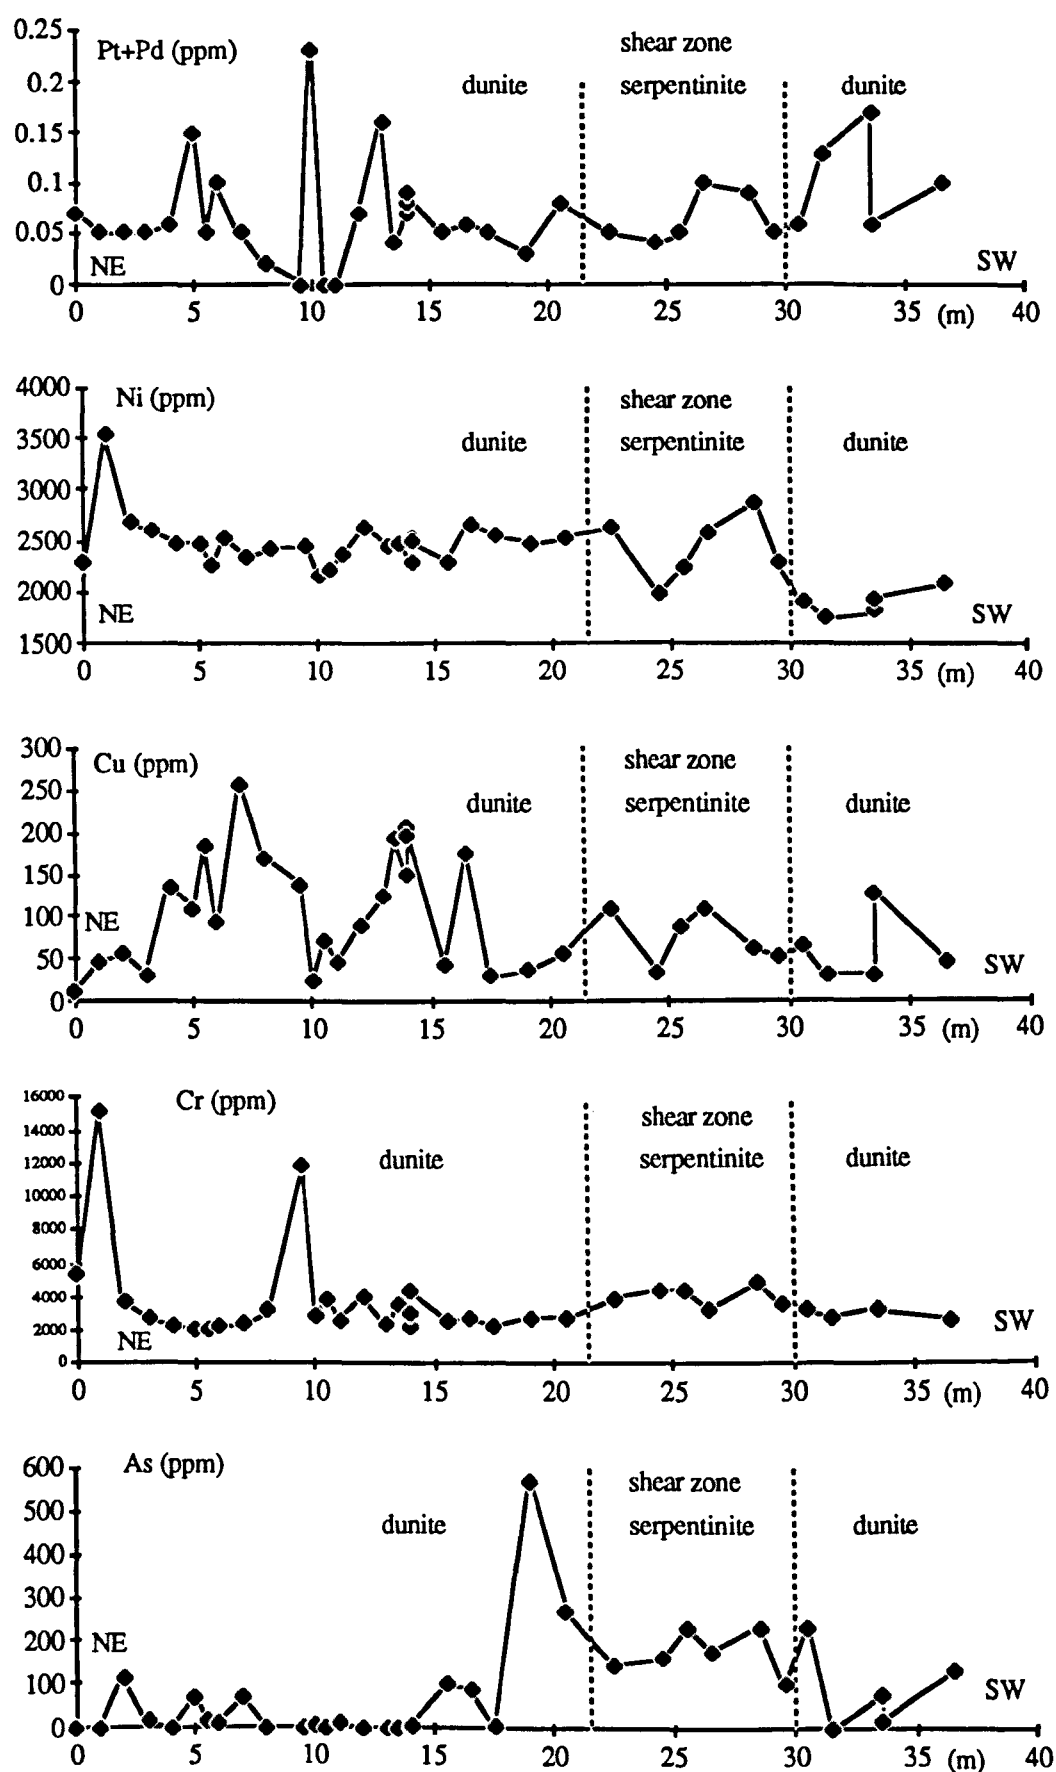 0.25
Pt+Pd (ppm)
shear zone
0.2
dunite
serpentinite
dunite
0.15
0.1
0.05
NE
SW
0
0 5 10 15 20 25 30 35 (m) 40
4000
Ni (ppm)
shear zone
3500
dunite
serpentinite
dunite
3000
2500
2000
NE
SW
1500
0 5 10 15 20 25 30 35 (m) 40
300
Cu (ppm)
shear zone
250
dunite
serpentinite
dunite
200
150
100
NE
50
SW
0
0 5 10 15 20 25 30 35 (m) 40
16000
Cr (ppm)
shear zone
14000
dunite
serpentinite
dunite
12000
10000
8000
6000
4000
2000
NE
SW
0
0 5 10 15 20 25 30 35 (m) 40
600
As (ppm)
shear zone
500
dunite
serpentinite
dunite
400
300
200
NE
100
SW
0
0 5 10 15 20 25 30 35 (m) 40